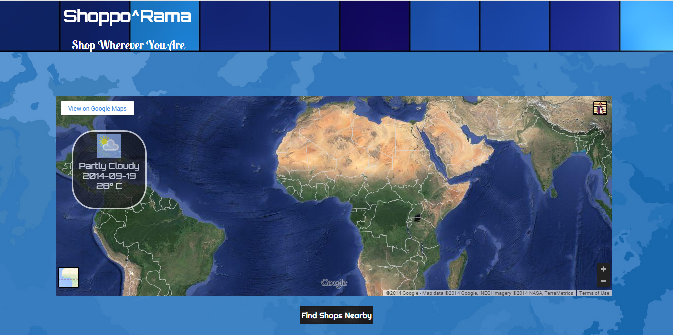 Shoppo^Rama
Shop Wherever You Are
View on Google Maps
Partly Cloudy
2014-09-19
28° C
Google
+
−
©2014 Google - Map data ©2014 Google, INEGI Imagery ©2014 NASA, TerraMetrics
Terms of Use
Find Shops Nearby